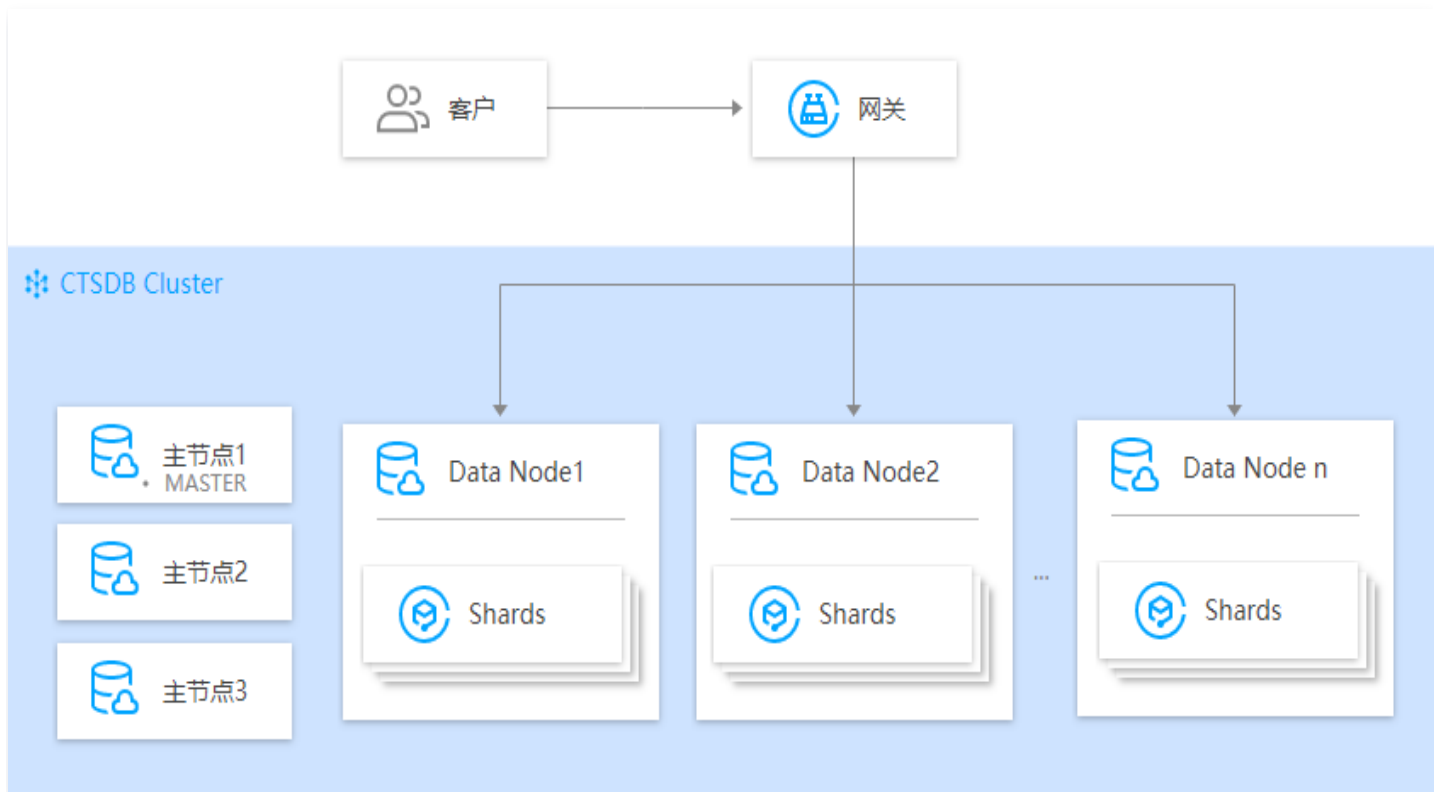 客户
网关
CTSDB Cluster
主节点1
MASTER
主节点2
主节点3
Data Node1
Shards
Data Node2
Shards
...
Data Node n
Shards